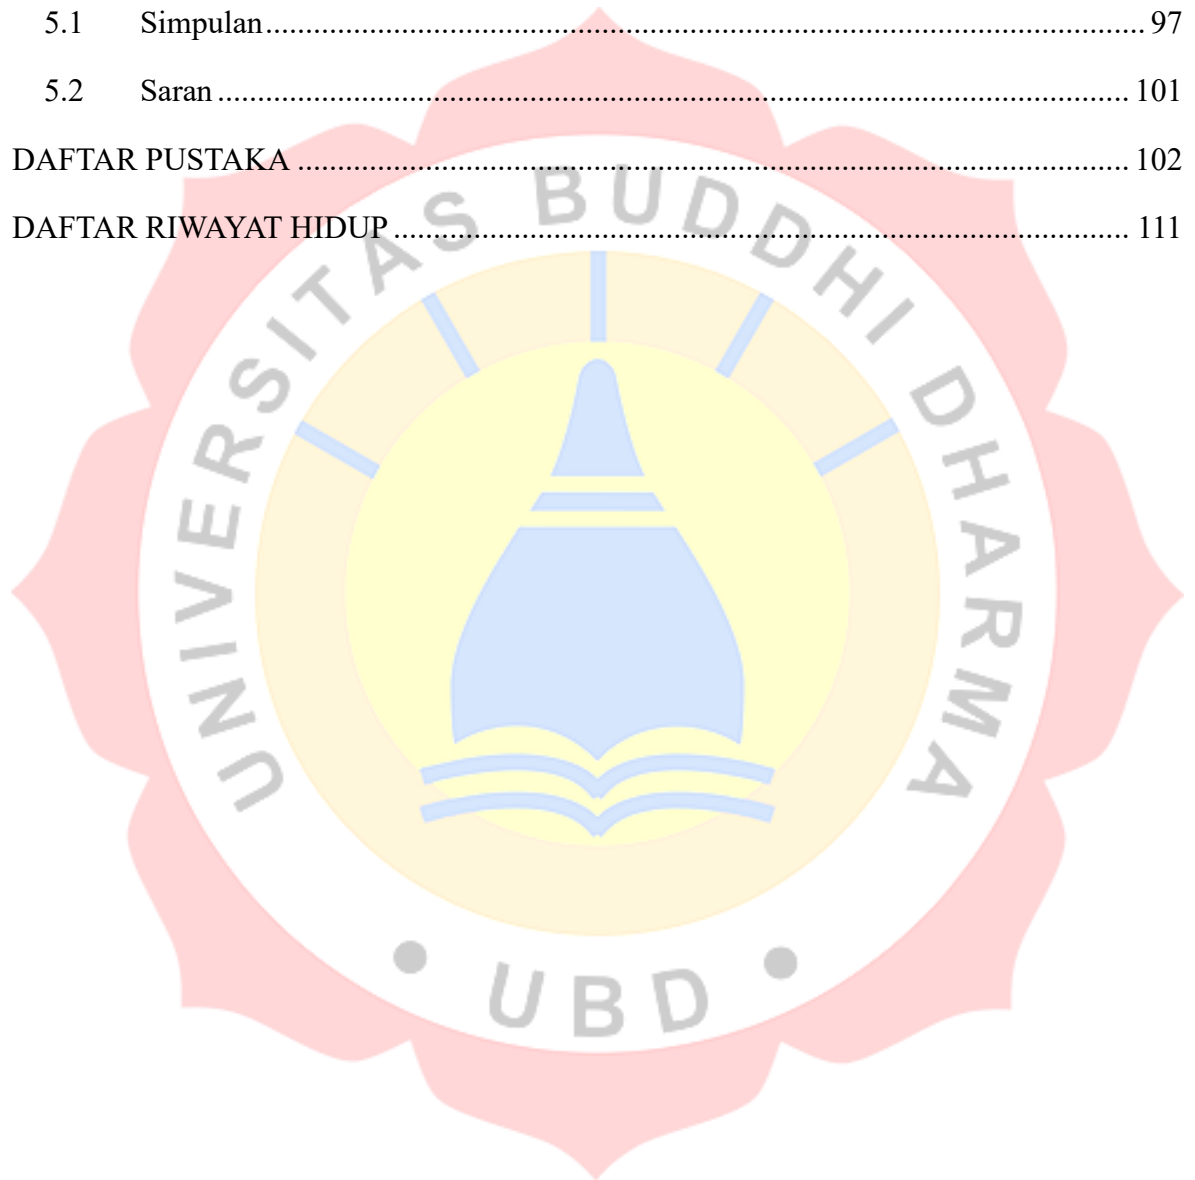 5.1 Simpulan.............................................................................................................. 97
5.2 Saran .................................................................................................................. 101
DAFTAR PUSTAKA ........................................................................................................ 102
DAFTAR RIWAYAT HIDUP ............................................................................................ 111
UNIVERSITAS BUDDHI DHARMA
• UBD •